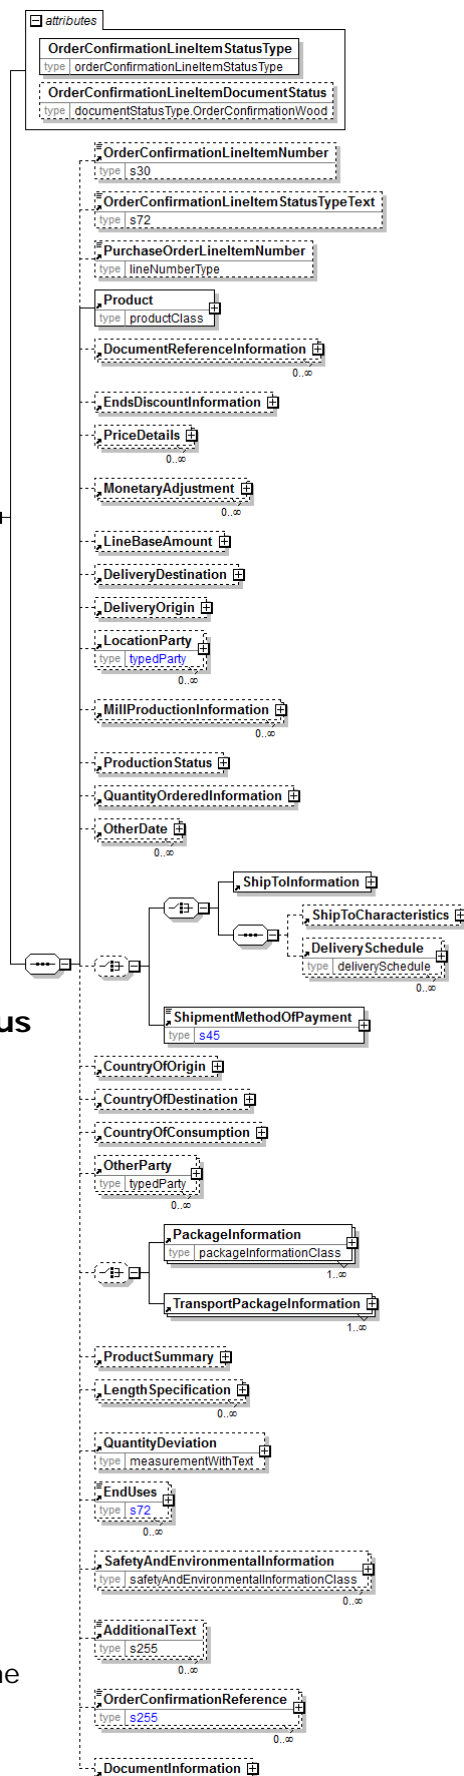 attributes
OrderConfirmationLineItemStatusType
type orderConfirmationLineItemStatusType
OrderConfirmationLineItemDocumentStatus
type documentStatusType.OrderConfirmationWood
OrderConfirmationLineItemNumber
type s30
OrderConfirmationLineItemStatusTypeText
type s72
PurchaseOrderLineItemNumber
type lineNumberType
Product
type productClass
DocumentReferenceInformation
0..∞
EndsDiscountInformation
PriceDetails
0..∞
MonetaryAdjustment
0..∞
LineBaseAmount
DeliveryDestination
DeliveryOrigin
LocationParty
type typedParty
0..∞
MillProductionInformation
0..∞
ProductionStatus
QuantityOrderedInformation
OtherDate
0..∞
ShipToInformation
ShipToCharacteristics
DeliverySchedule
type deliverySchedule
0..∞
us
ShipmentMethodOfPayment
type s45
CountryOfOrigin
CountryOfDestination
CountryOfConsumption
OtherParty
type typedParty
0..∞
PackageInformation
type packageInformationClass
1..∞
TransportPackageInformation
1..∞
ProductSummary
LengthSpecification
0..∞
QuantityDeviation
type measurementWithText
EndUses
type s72
0..∞
SafetyAndEnvironmentalInformation
type safetyAndEnvironmentalInformationClass
0..∞
AdditionalText
type s255
0..∞
ne
OrderConfirmationReference
type s255
0..∞
DocumentInformation